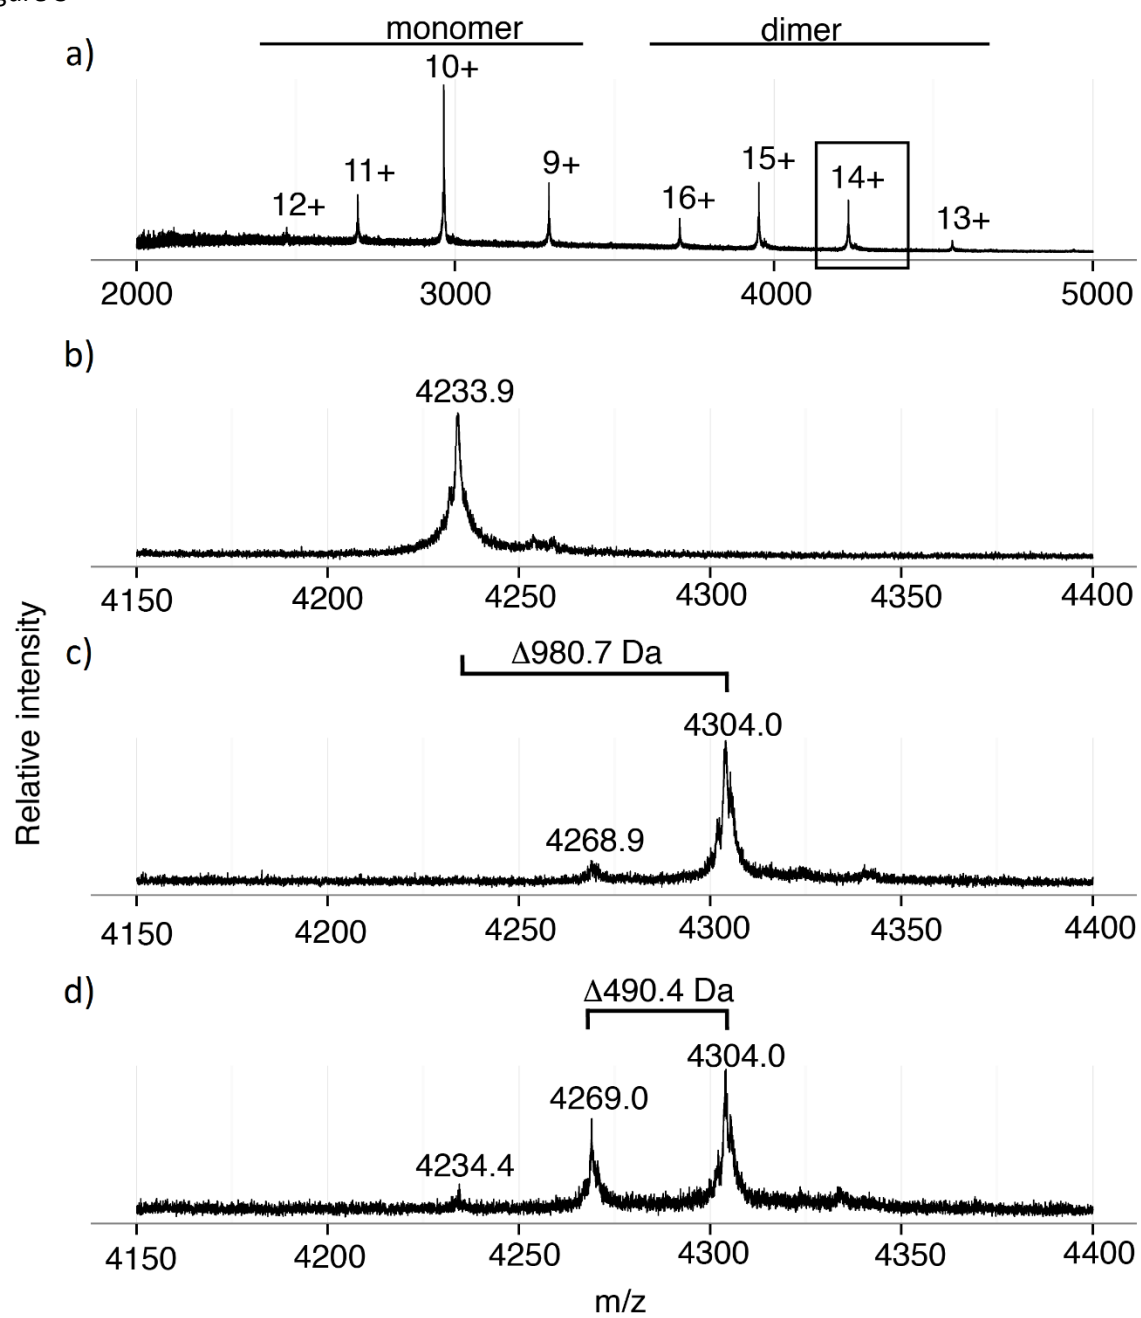 monomer dimer
a)
10+
11+
12+
9+
16+
15+
14+
13+
2000 3000 4000 5000
b)
4233.9
4150 4200 4250 4300 4350 4400
Relative intensity
c)
Δ980.7 Da
4304.0
4268.9
4150 4200 4250 4300 4350 4400
d)
Δ490.4 Da
4304.0
4269.0
4234.4
4150 4200 4250 4300 4350 4400
m/z